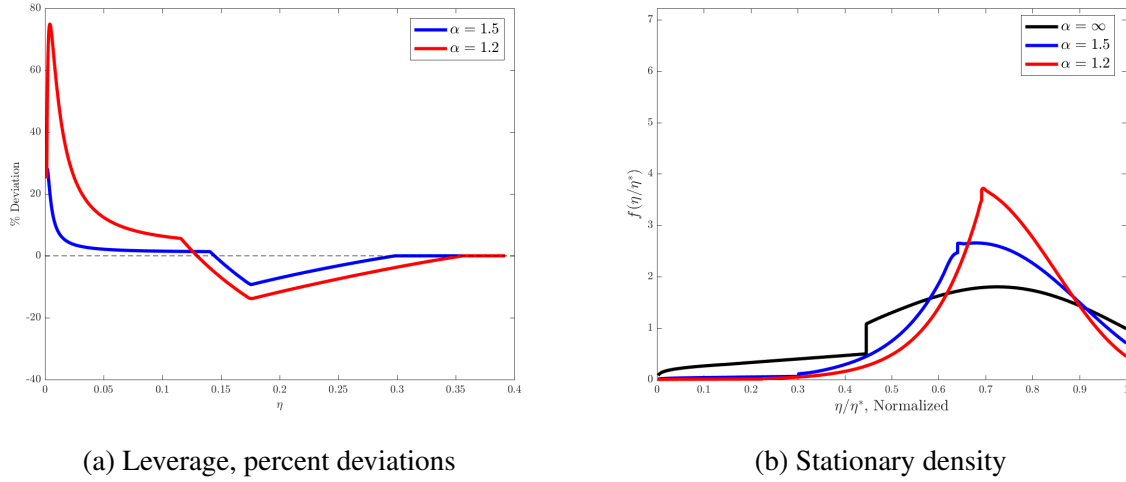 80
60
40
20
0
-20
-40
% Deviation
α = 1.5
α = 1.2
0 0.05 0.1 0.15 0.2 0.25 0.3 0.35 0.4
η
(a) Leverage, percent deviations
7
6
5
4
3
2
1
0
f(η/η*)
α = ∞
α = 1.5
α = 1.2
0 0.1 0.2 0.3 0.4 0.5 0.6 0.7 0.8 0.9 1
η/η*, Normalized
(b) Stationary density